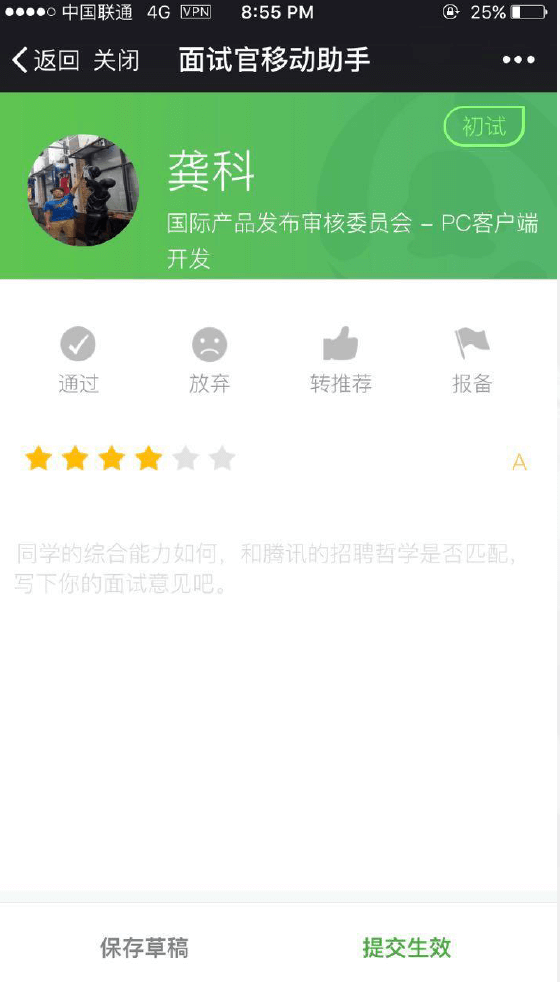 中国联通 4G VPN 8:55 PM 25%
返回 关闭 面试官移动助手
初试
龚科
国际产品发布审核委员会 - PC客户端
开发
通过 放弃 转推荐 报备
A
同学的综合能力如何，和腾讯的招聘哲学是否匹配，
写下你的面试意见吧。
保存草稿 提交生效